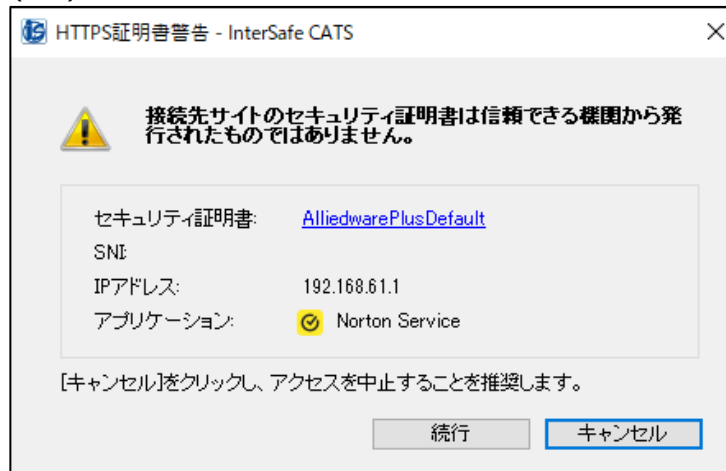 HTTPS証明書警告 - InterSafe CATS
接続先サイトのセキュリティ証明書は信頼できる機関から発
行されたものではありません。
セキュリティ証明書: AlliedwarePlusDefault
SNI:
IPアドレス: 192.168.61.1
アプリケーション: Norton Service
[キャンセル]をクリックし、アクセスを中止することを推奨します。
続行 キャンセル